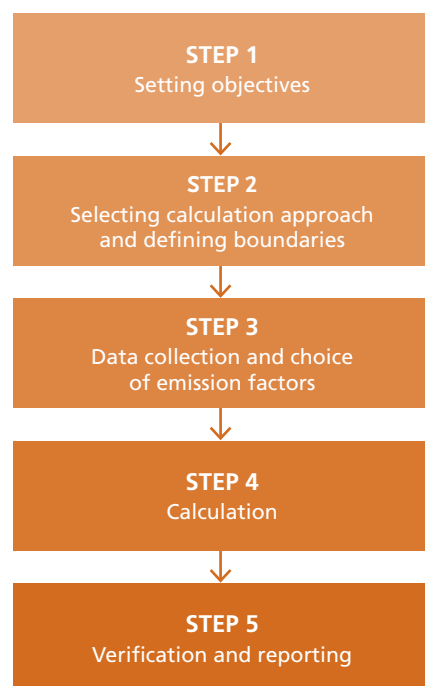 STEP 1
Setting objectives
STEP 2
Selecting calculation approach
and defining boundaries
STEP 3
Data collection and choice
of emission factors
STEP 4
Calculation
STEP 5
Verification and reporting